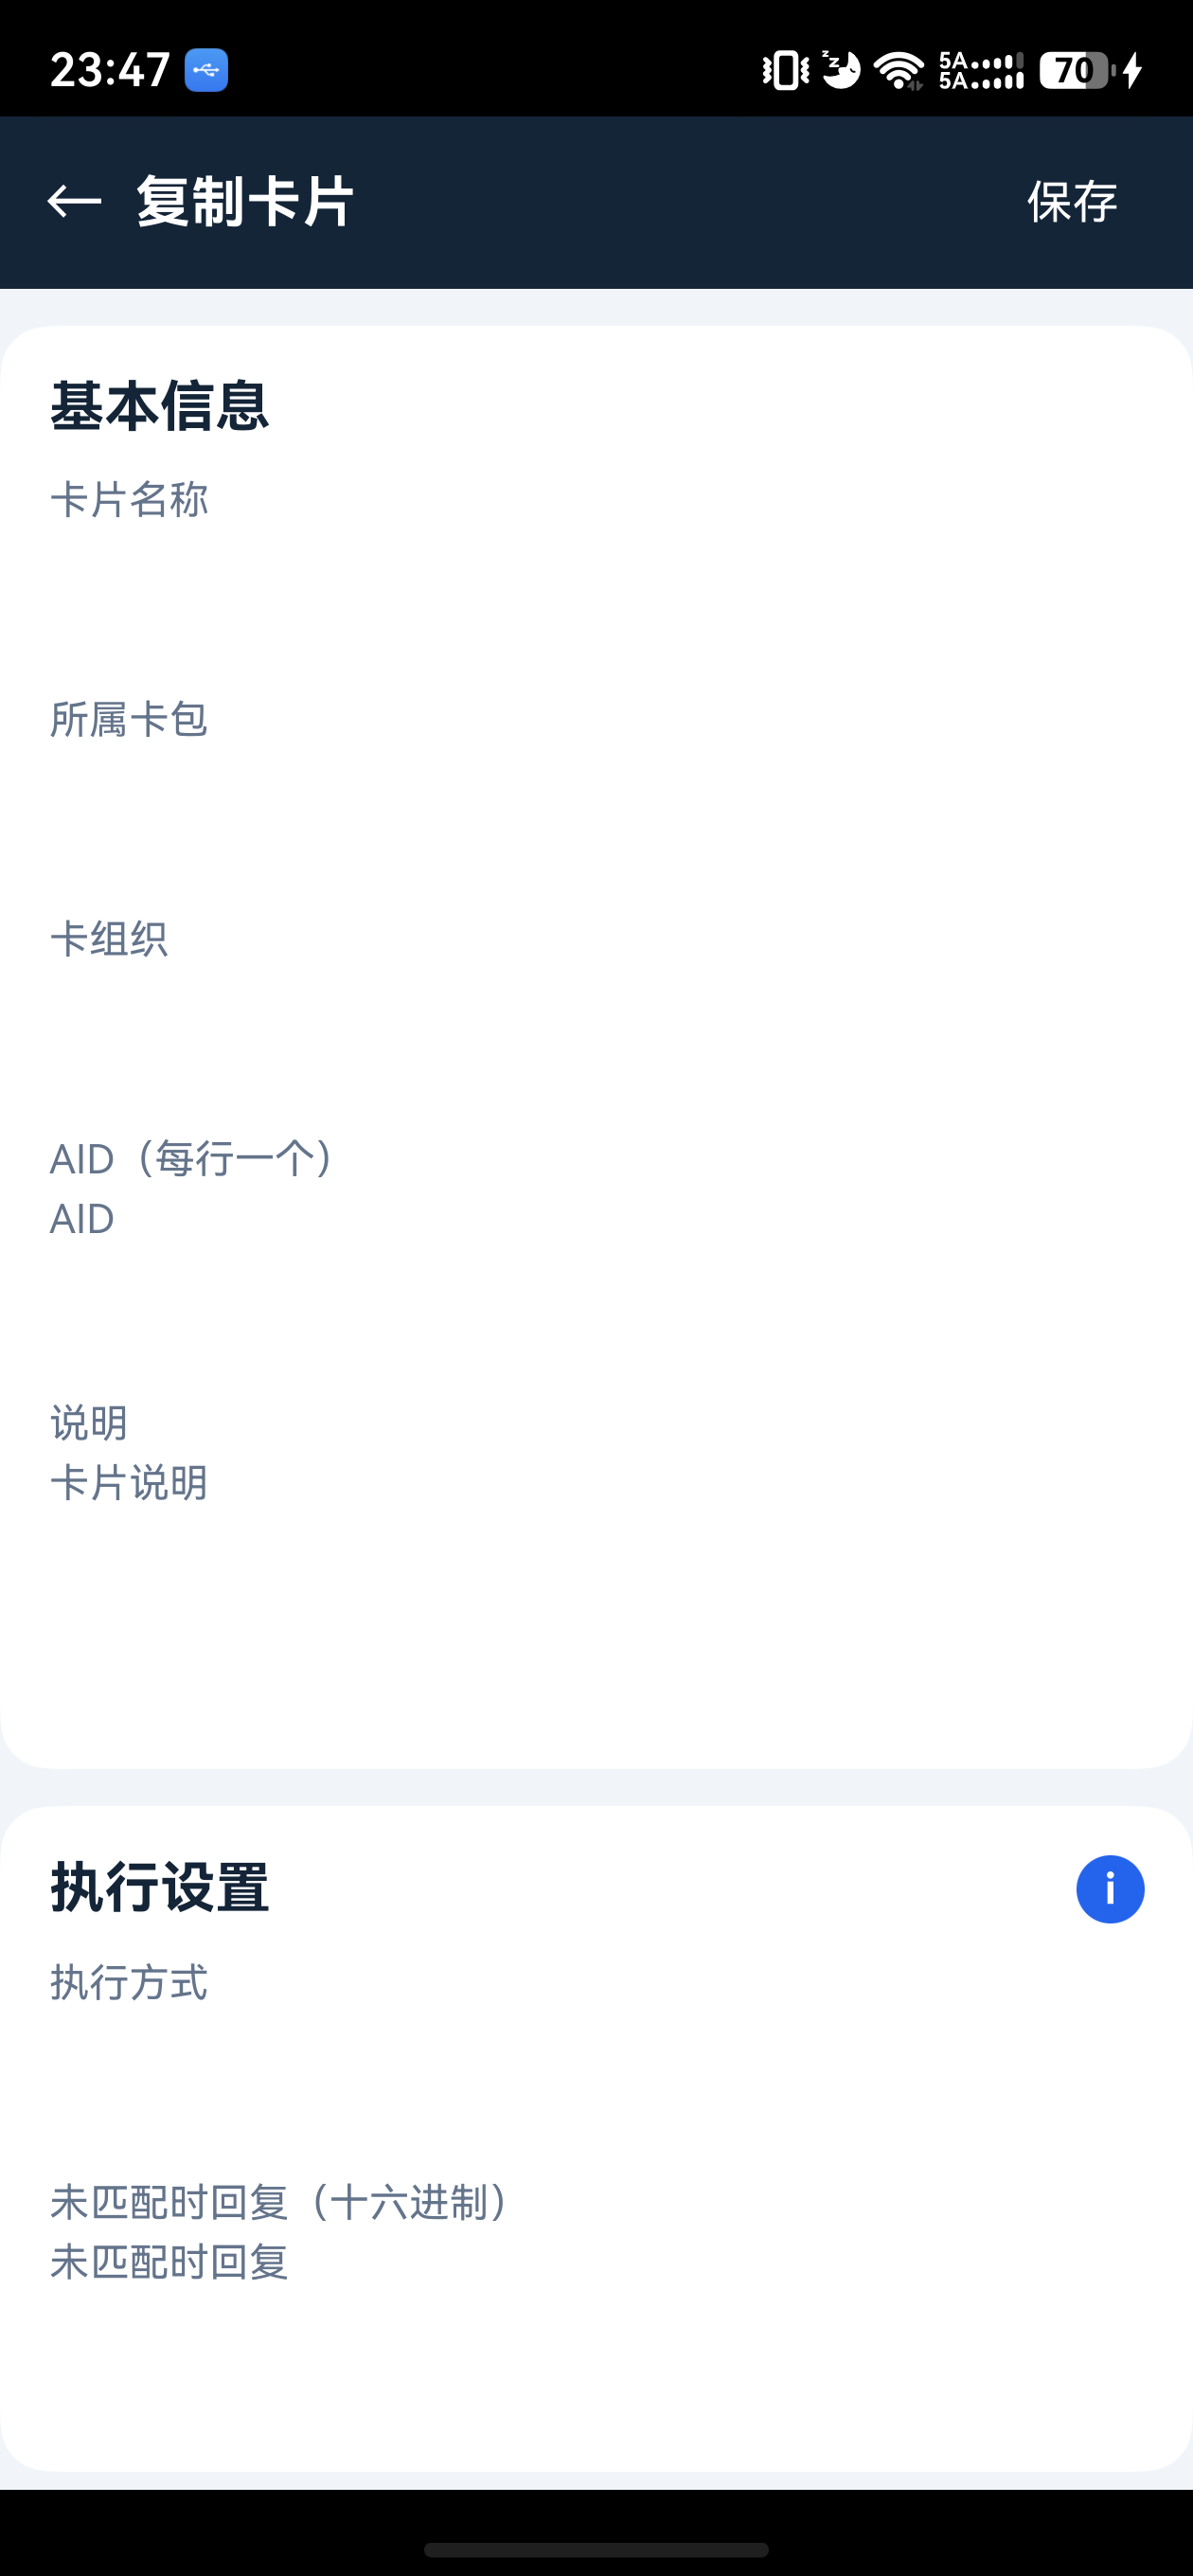 23:47
5A
5A
70
复制卡片
保存
基本信息
卡片名称
所属卡包
卡组织
AID（每行一个）
AID
说明
卡片说明
执行设置
i
执行方式
未匹配时回复（十六进制）
未匹配时回复